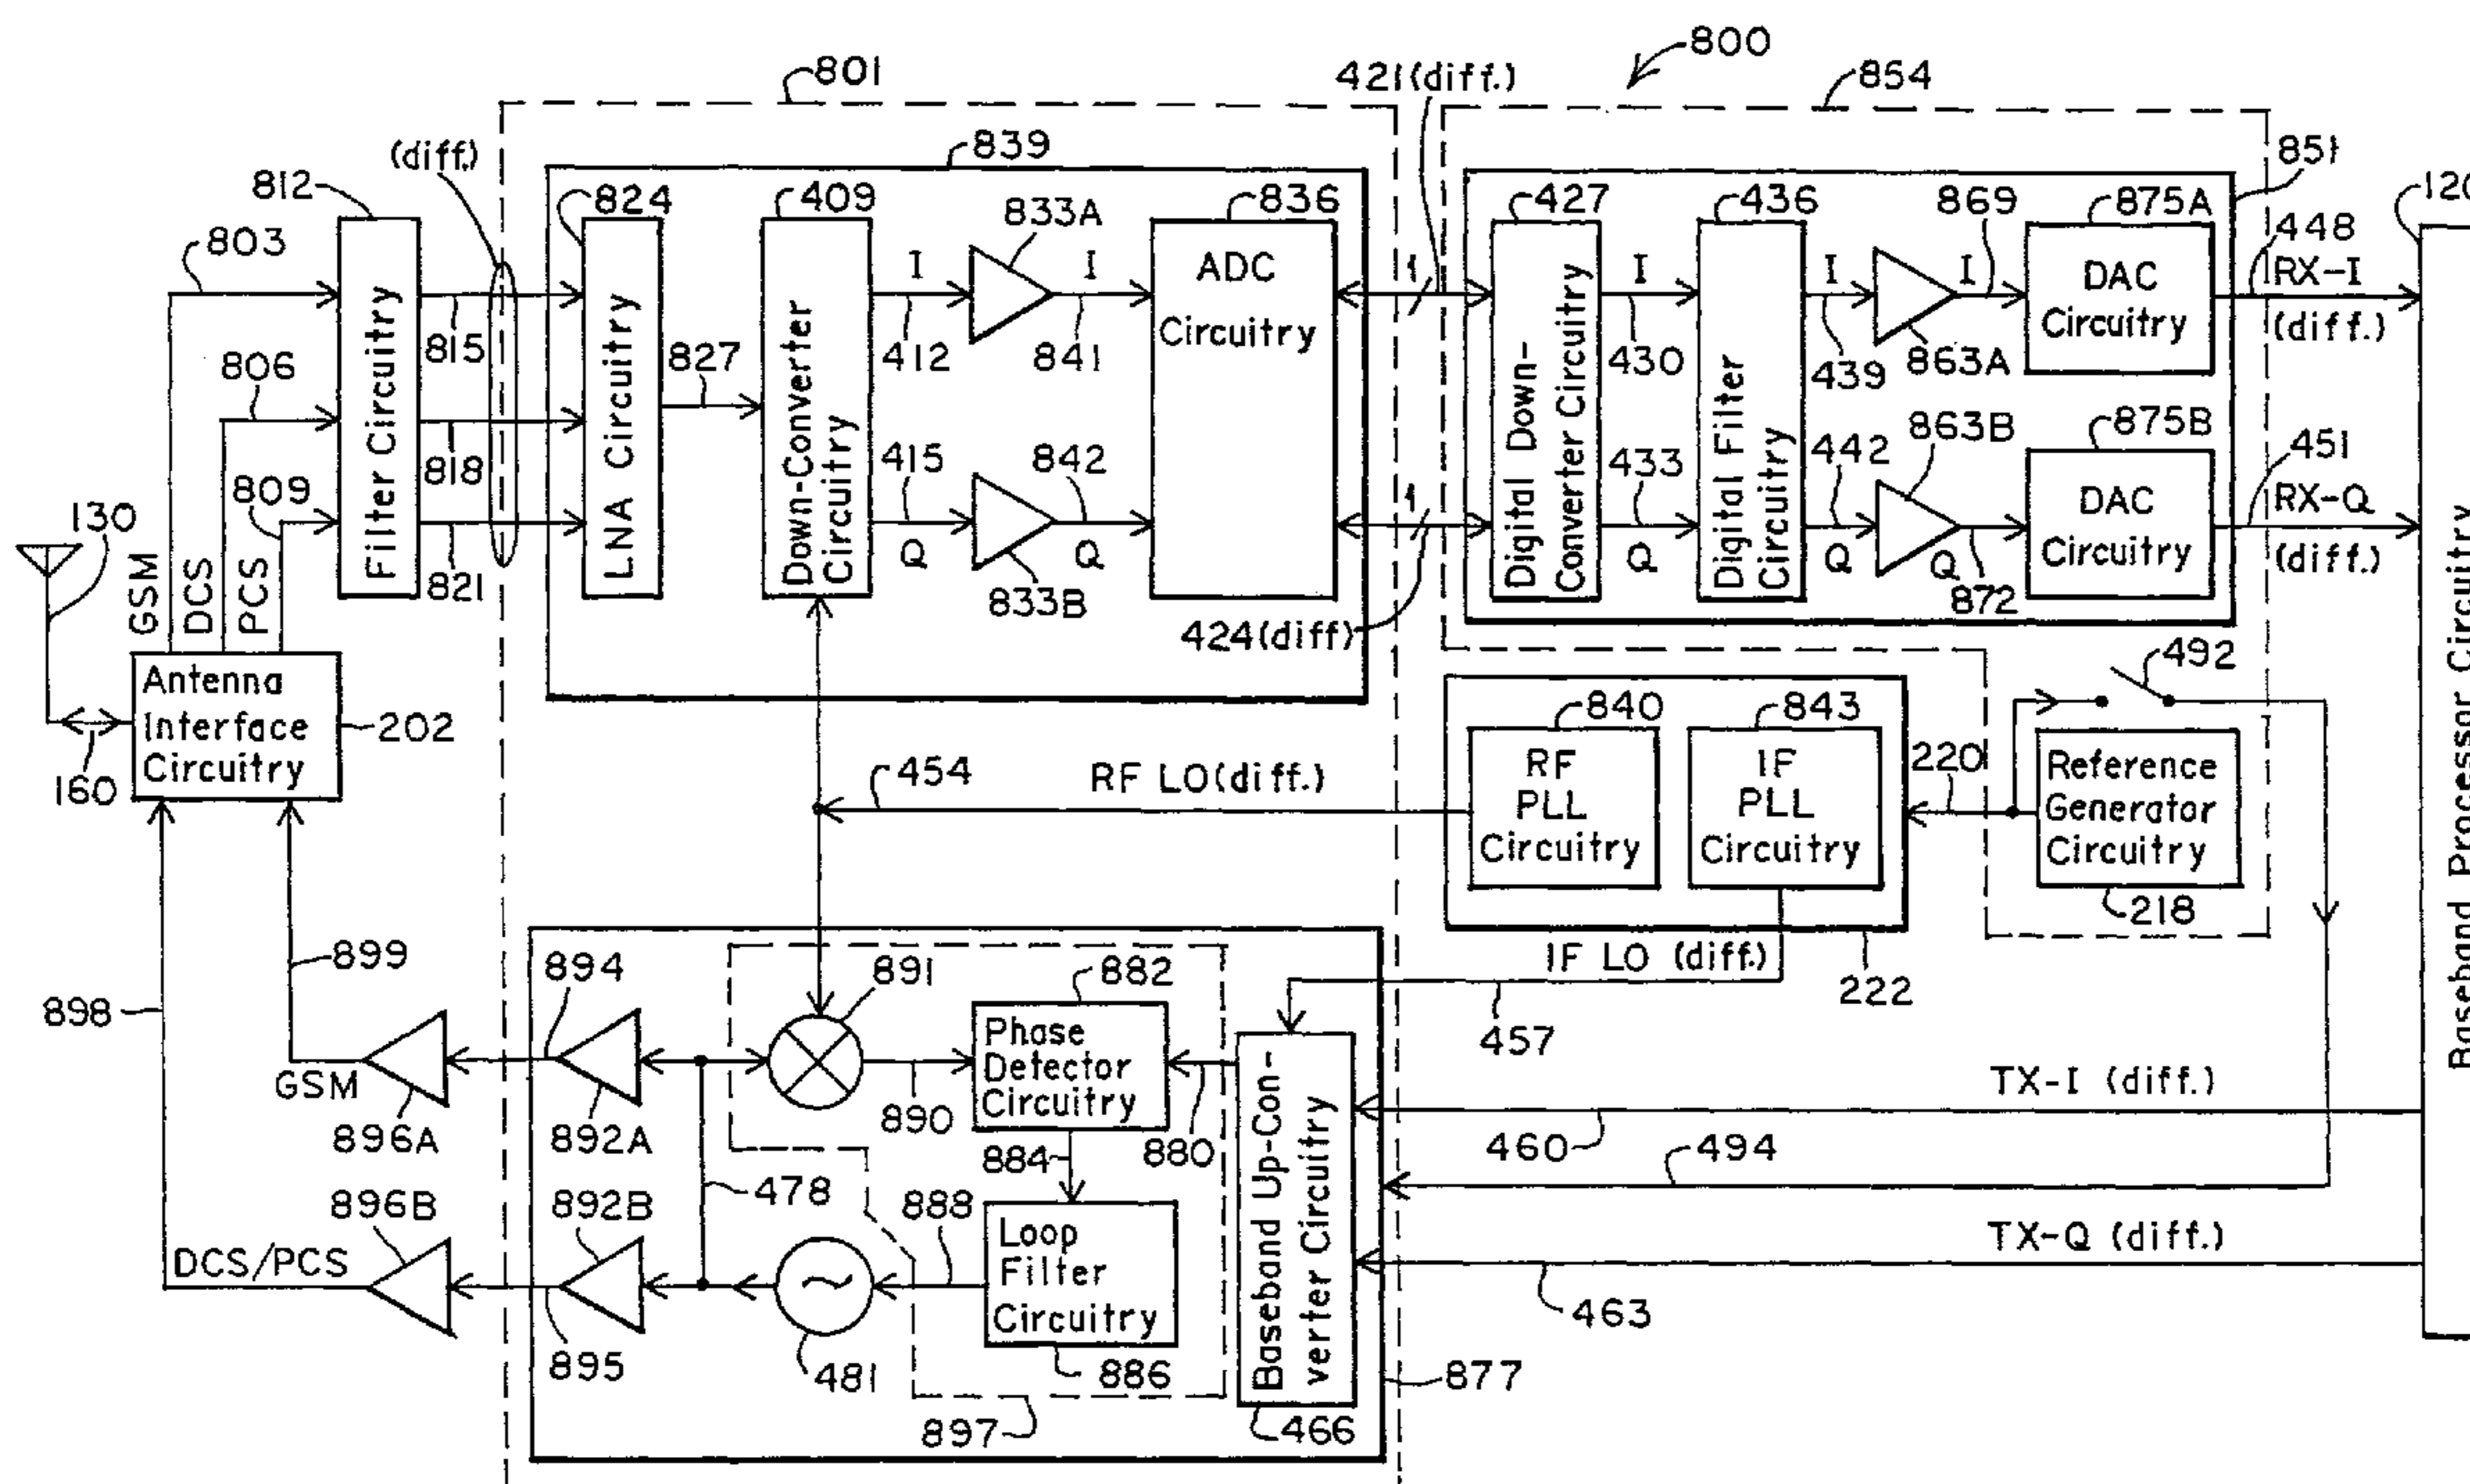 800
801
421(diff.)
854
(diff.)
839
851
812
824
409
833A
836
427
436
869
875A
120
803
448
I
I
ADC
Circuitry
I
I
I
DAC
Circuitry
RX-I
(diff.)
1
Filter Circuitry
815
LNA Circuitry
827
Down-Converter
Circuitry
412
841
Digital Down-
Converter Circuitry
430
Digital Filter
Circuitry
439
863A
806
818
415
842
433
442
863B
875B
451
809
821
Q
833B
Q
1
Q
Q
Q
872
DAC
Circuitry
RX-Q
(diff.)
130
GSM
DCS
PCS
424(diff)
492
Baseband Processor Circuitry
Antenna
Interface
Circuitry
202
160
840
843
454
RF LO(diff.)
RF
PLL
Circuitry
IF
PLL
Circuitry
220
Reference
Generator
Circuitry
218
899
894
891
882
IF LO (diff.)
222
898
Phase
Detector
Circuitry
457
GSM
896A
892A
890
884
880
Baseband Up-Con-
verter Circuitry
TX-I (diff.)
460
494
478
896B
892B
888
Loop
Filter
Circuitry
TX-Q (diff.)
DCS/PCS
463
895
481
886
877
897
466